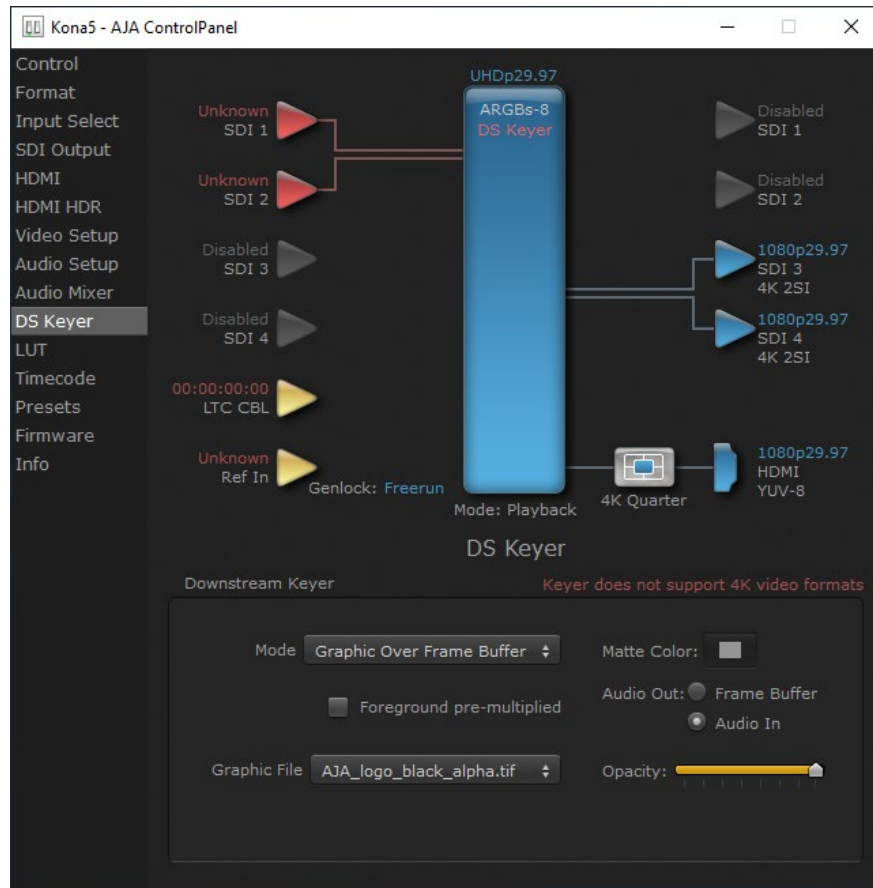 Kona5 - AJA ControlPanel
Control
Format
Input Select
SDI Output
HDMI
HDMI HDR
Video Setup
Audio Setup
Audio Mixer
DS Keyer
LUT
Timecode
Presets
Firmware
Info
UHDp29.97
ARGBs-8
DS Keyer
Unknown
SDI 1
Unknown
SDI 2
Disabled
SDI 3
Disabled
SDI 4
00:00:00:00
LTC CBL
Unknown
Ref In
Genlock: Freerun
Mode: Playback
Disabled
SDI 1
Disabled
SDI 2
1080p29.97
SDI 3
4K 2SI
1080p29.97
SDI 4
4K 2SI
4K Quarter
1080p29.97
HDMI
YUV-8
DS Keyer
Downstream Keyer
Keyer does not support 4K video formats
Mode Graphic Over Frame Buffer
Foreground pre-multiplied
Graphic File AJA_logo_black_alpha.tif
Matte Color:
Audio Out: Frame Buffer
Audio In
Opacity: